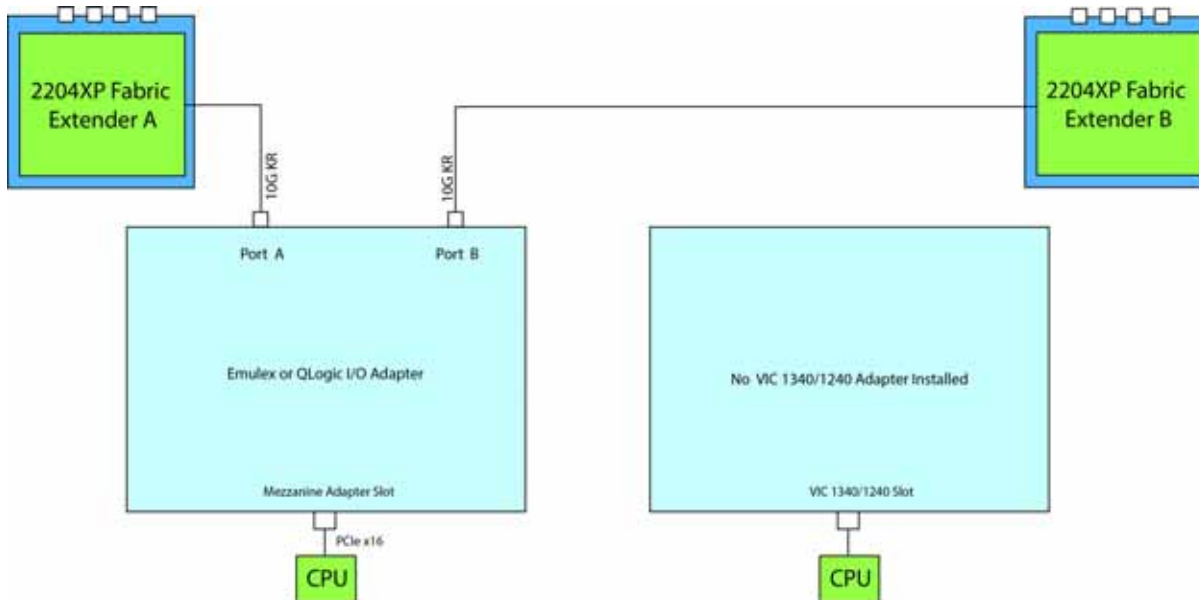 2204XP Fabric
Extender A
2204XP Fabric
Extender B
10G KR
10G KR
Port A
Port B
Emulex or QLogic I/O Adapter
No VIC 1340/1240 Adapter Installed
Mezzanine Adapter Slot
VIC 1340/1240 Slot
PCIe x16
CPU
CPU